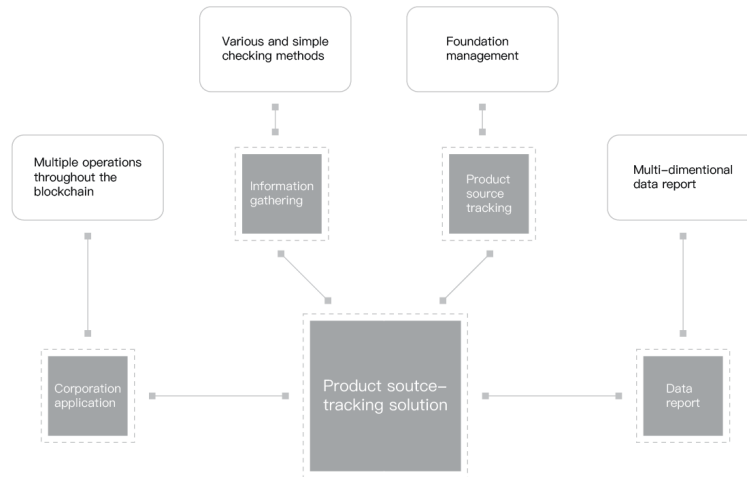 Various and simple
checking methods
Foundation
management
Multiple operations
throughout the
blockchain
Information
gathering
Product
source
tracking
Multi-dimentional
data report
Corporation
application
Product soutce-
tracking solution
Data
report